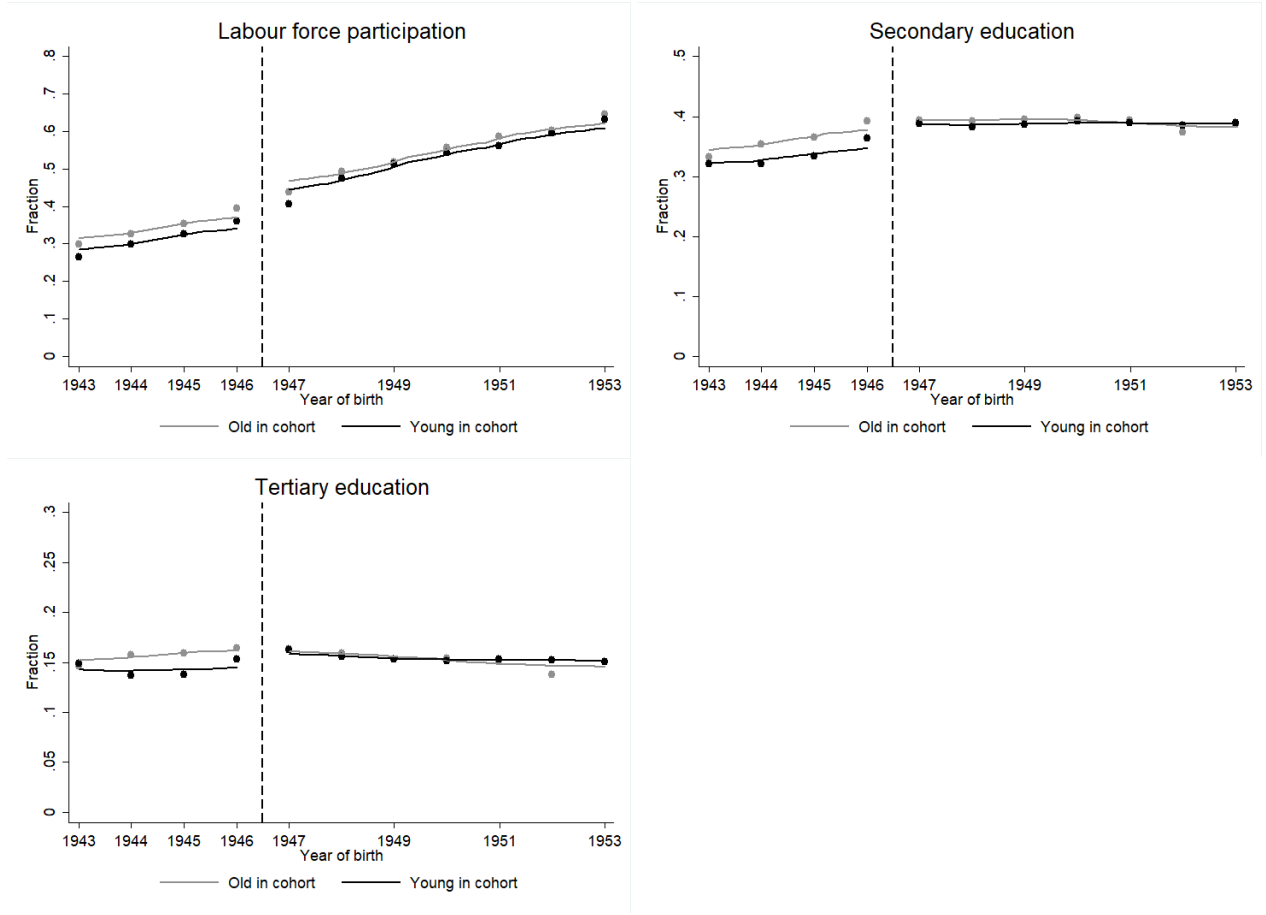 Labour force participation
Fraction
.8
.7
.6
.5
.4
.3
.2
.1
0
1943 1944 1945 1946 1947 1949 1951 1953
Year of birth
Old in cohort Young in cohort
Secondary education
Fraction
.5
.4
.3
.2
.1
0
1943 1944 1945 1946 1947 1949 1951 1953
Year of birth
Old in cohort Young in cohort
Tertiary education
Fraction
.3
.25
.2
.15
.1
.05
0
1943 1944 1945 1946 1947 1949 1951 1953
Year of birth
Old in cohort Young in cohort